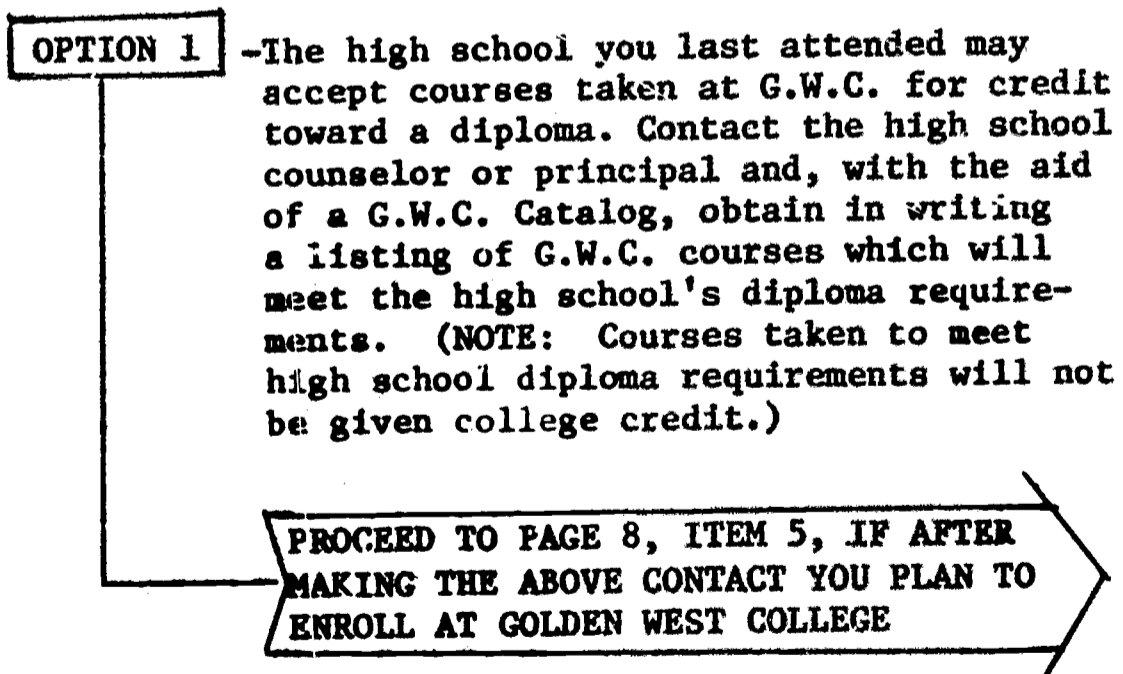 OPTION 1 -The high school you last attended may
accept courses taken at G.W.C. for credit
toward a diploma. Contact the high school
counselor or principal and, with the aid
of a G.W.C. Catalog, obtain in writing
a listing of G.W.C. courses which will
meet the high school's diploma require-
ments. (NOTE: Courses taken to meet
high school diploma requirements will not
be given college credit.)
PROCEED TO PAGE 8, ITEM 5, IF AFTER
MAKING THE ABOVE CONTACT YOU PLAN TO
ENROLL AT GOLDEN WEST COLLEGE